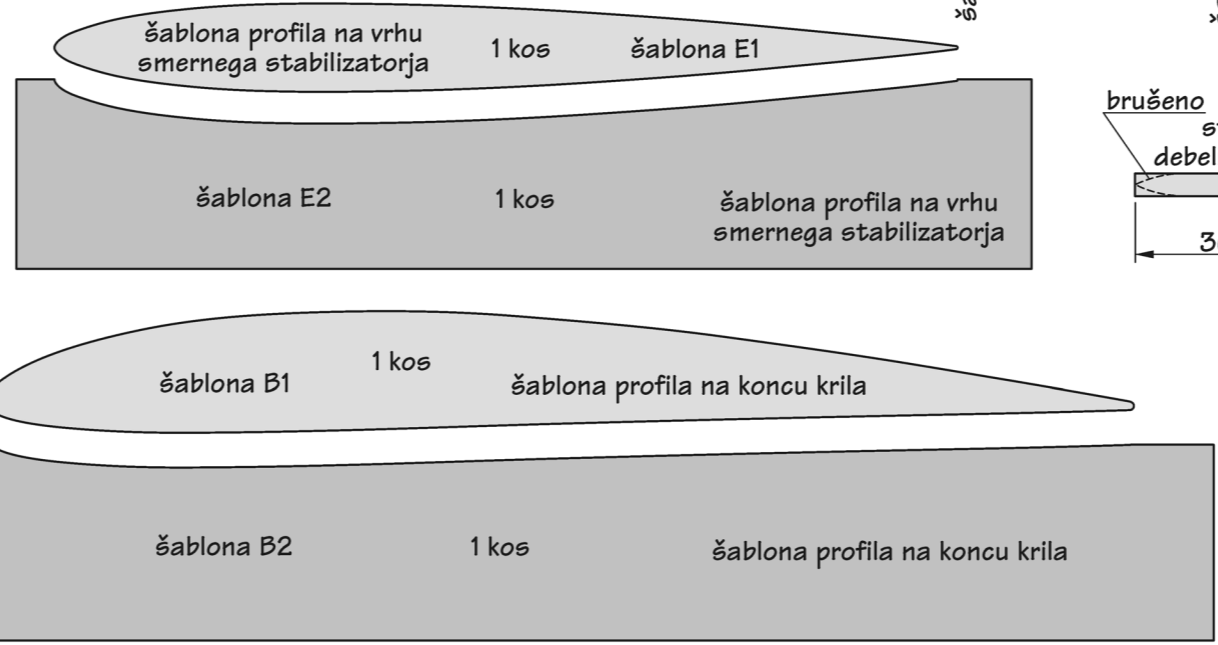 šablona profila na vrhu
smernega stabilizatorja
1 kos
šablona E1
šablona E2
1 kos
šablona profila na vrhu
smernega stabilizatorja
brušeno
šablona B1
1 kos
šablona profila na koncu krila
šablona B2
1 kos
šablona profila na koncu krila